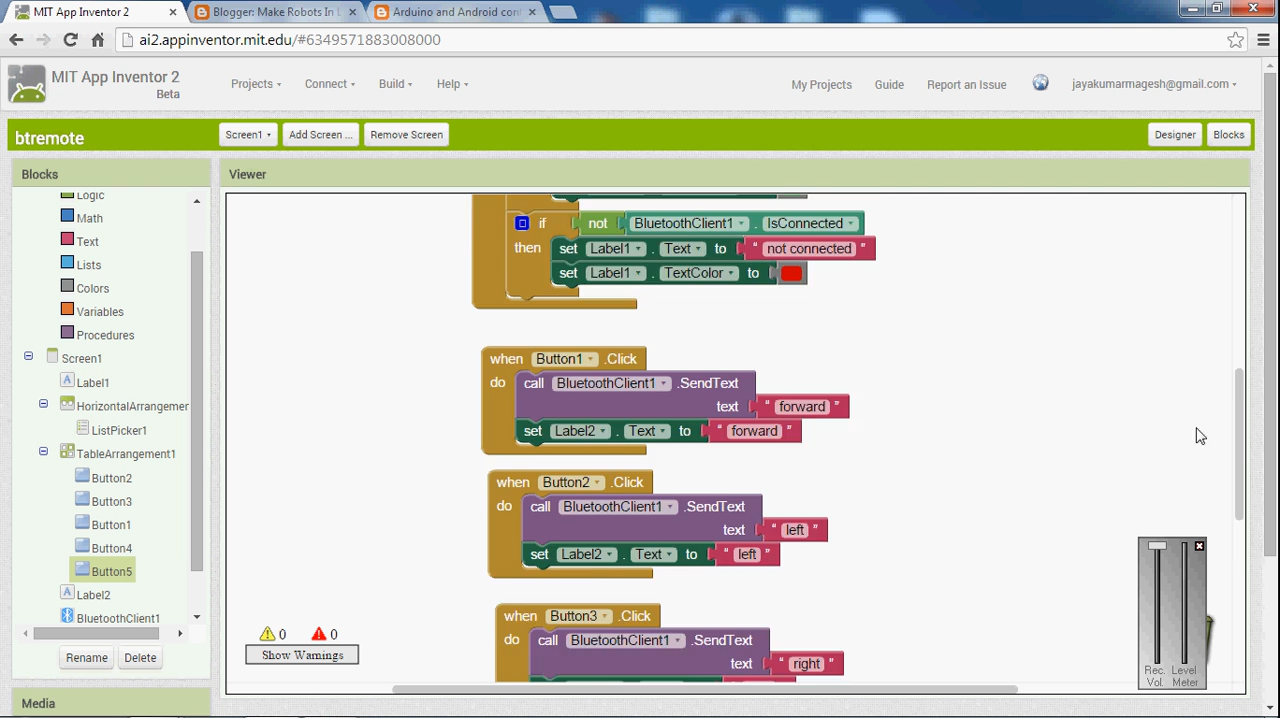 MIT App Inventor 2
Blogger: Make Robots In L
Arduino and Android con
ai2.appinventor.mit.edu/#6349571883008000
MIT App Inventor 2
Beta
Projects
Connect
Build
Help
My Projects
Guide
Report an Issue
jayakumarmagesh@gmail.com
btremote
Screen1
Add Screen ...
Remove Screen
Designer
Blocks
Blocks
Viewer
Logic
Math
Text
Lists
Colors
Variables
Procedures
Screen1
Label1
HorizontalArrangemer
ListPicker1
TableArrangement1
Button2
Button3
Button1
Button4
Button5
Label2
BluetoothClient1
Rename
Delete
Media
if not BluetoothClient1 . IsConnected
then set Label1 . Text to " not connected "
set Label1 . TextColor to
when Button1 .Click
do call BluetoothClient1 .SendText
text " forward "
set Label2 . Text to " forward "
when Button2 .Click
do call BluetoothClient1 .SendText
text " left "
set Label2 . Text to " left "
when Button3 .Click
do call BluetoothClient1 .SendText
text " right "
0 0
Show Warnings
Rec. Level
Vol. Meter